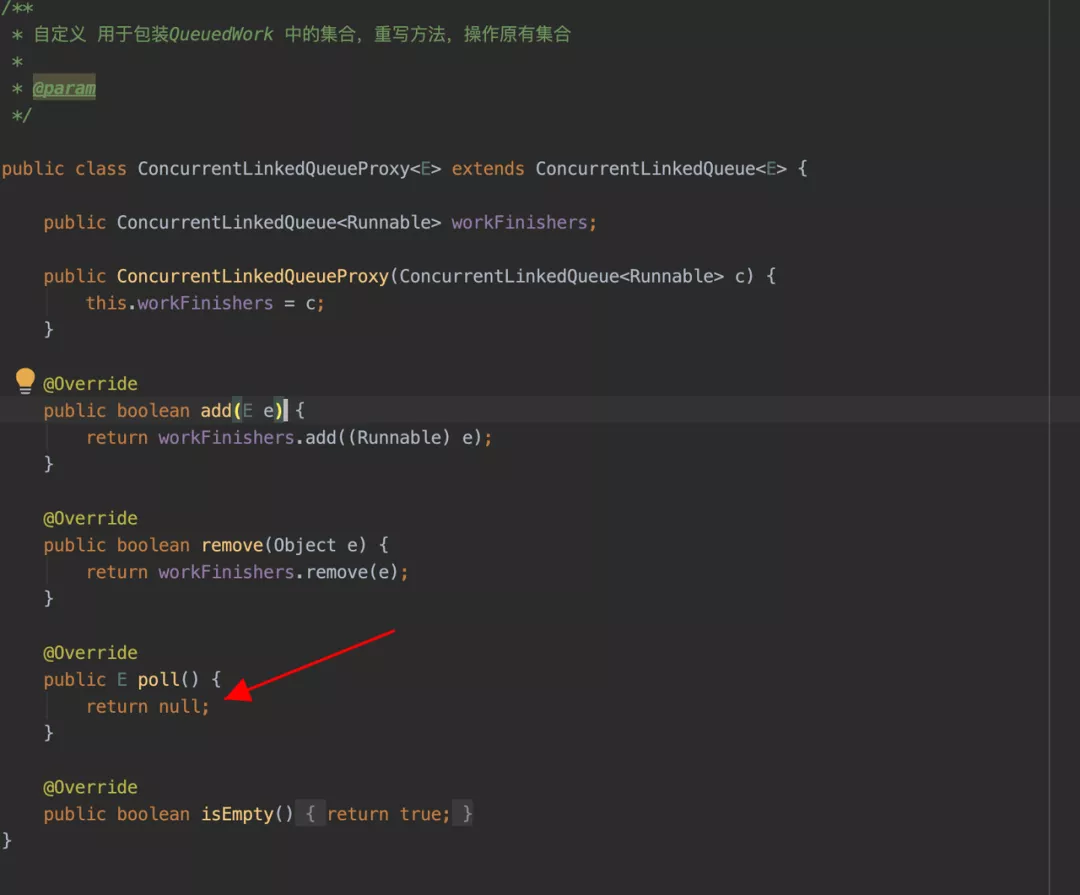 /**
 * 自定义 用于包装QueuedWork 中的集合，重写方法，操作原有集合
 *
 * @param
 */
public class ConcurrentLinkedQueueProxy<E> extends ConcurrentLinkedQueue<E> {
    public ConcurrentLinkedQueue<Runnable> workFinishers;
    public ConcurrentLinkedQueueProxy(ConcurrentLinkedQueue<Runnable> c) {
        this.workFinishers = c;
    }
    @Override
    public boolean add(E e) {
        return workFinishers.add((Runnable) e);
    }
    @Override
    public boolean remove(Object e) {
        return workFinishers.remove(e);
    }
    @Override
    public E poll() {
        return null;
    }
    @Override
    public boolean isEmpty() { return true; }
}